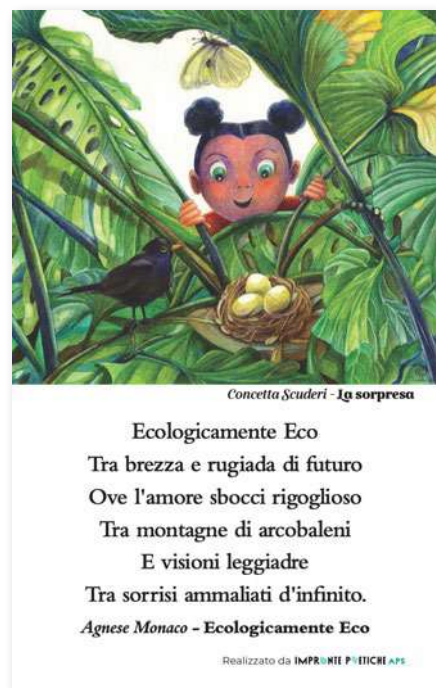 Concetta Scuderi - La sorpresa
Ecologicamente Eco
Tra brezza e rugiada di futuro
Ove l'amore sbocci rigoglioso
Tra montagne di arcobaleni
E visioni leggiadre
Tra sorrisi ammaliati d'infinito.
Agnese Monaco - Ecologicamente Eco
Realizzato da IMPRONTE POETICHE APS